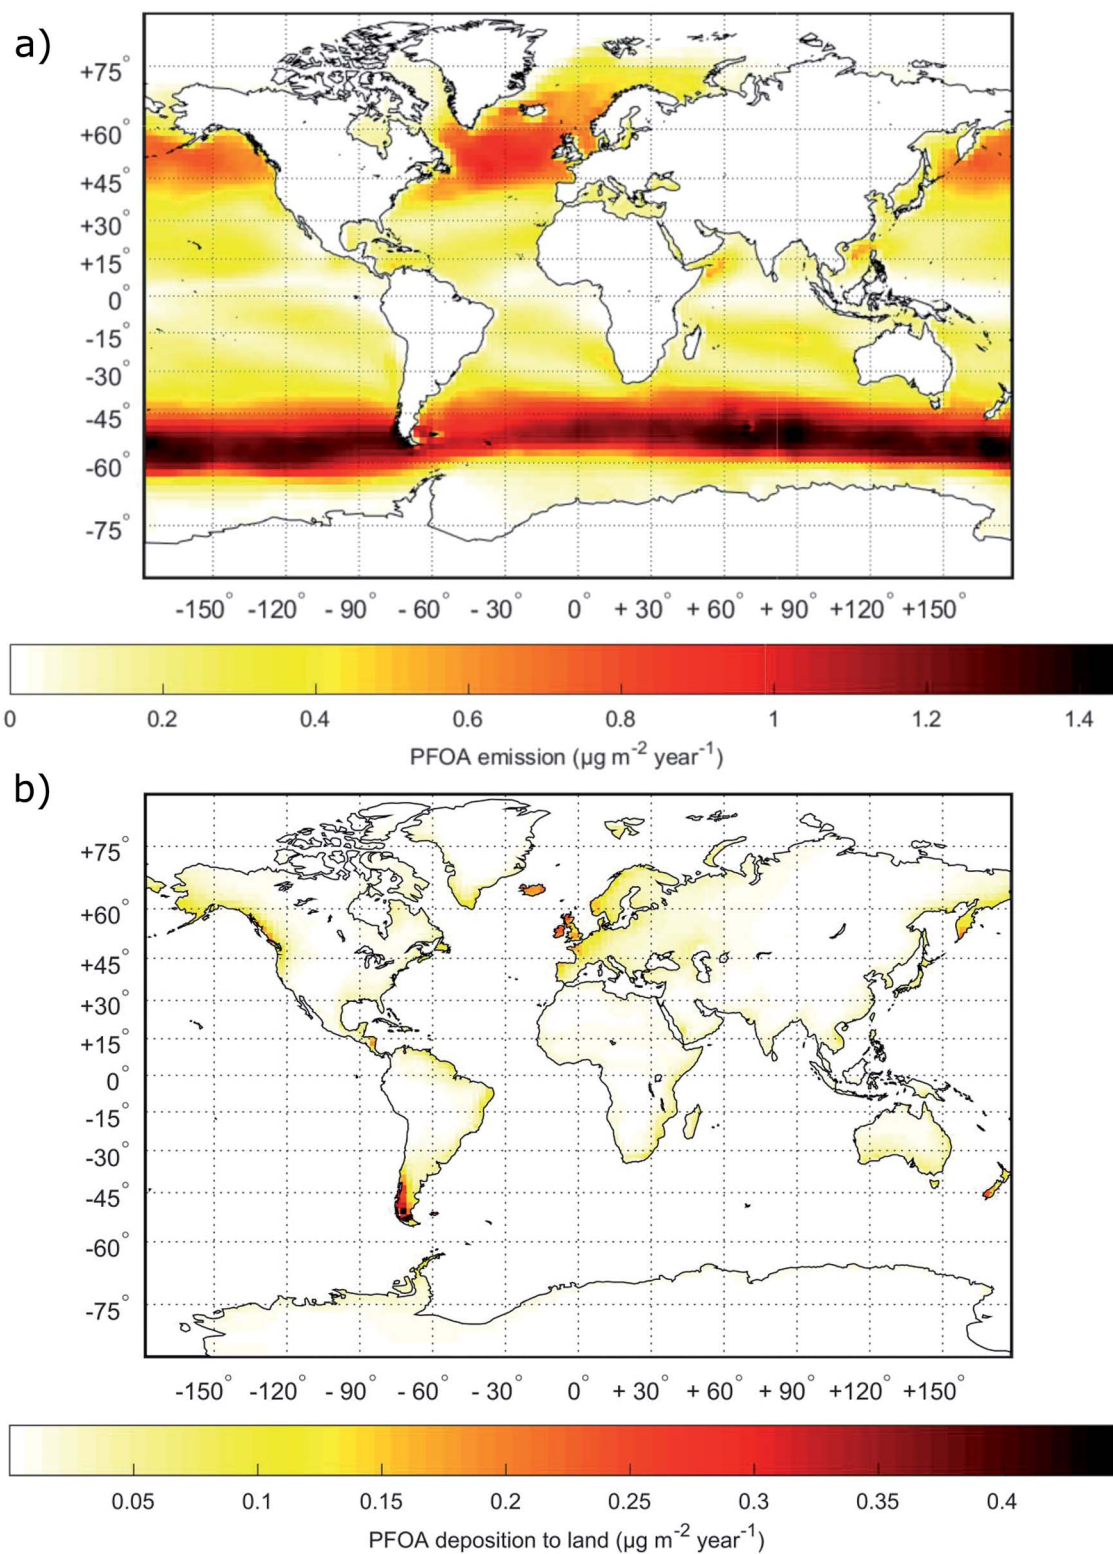 a)
+75°
+60°
+45°
+30°
+15°
0°
-15°
-30°
-45°
-60°
-75°
-150° -120° - 90° - 60° - 30° 0° + 30° + 60° + 90° +120° +150°
0 0.2 0.4 0.6 0.8 1 1.2 1.4
PFOA emission (µg m⁻² year⁻¹)
b)
+75°
+60°
+45°
+30°
+15°
0°
-15°
-30°
-45°
-60°
-75°
-150° -120° - 90° - 60° - 30° 0° + 30° + 60° + 90° +120° +150°
0.05 0.1 0.15 0.2 0.25 0.3 0.35 0.4
PFOA deposition to land (µg m⁻² year⁻¹)